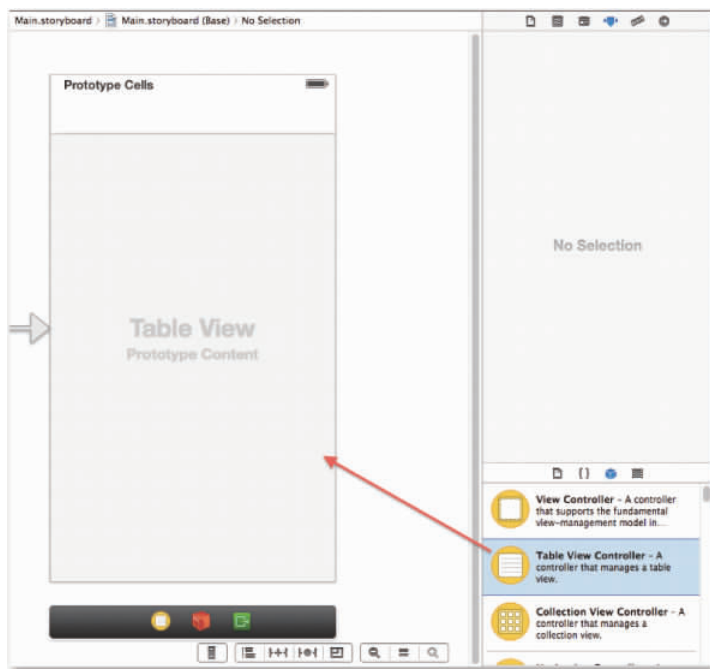 Main.storyboard Main.storyboard (Base) No Selection
Prototype Cells
Table View
Prototype Content
No Selection
{ }
View Controller – A controller
that supports the fundamental
view-management model in...
Table View Controller – A
controller that manages a table
view.
Collection View Controller – A
controller that manages a
collection view.